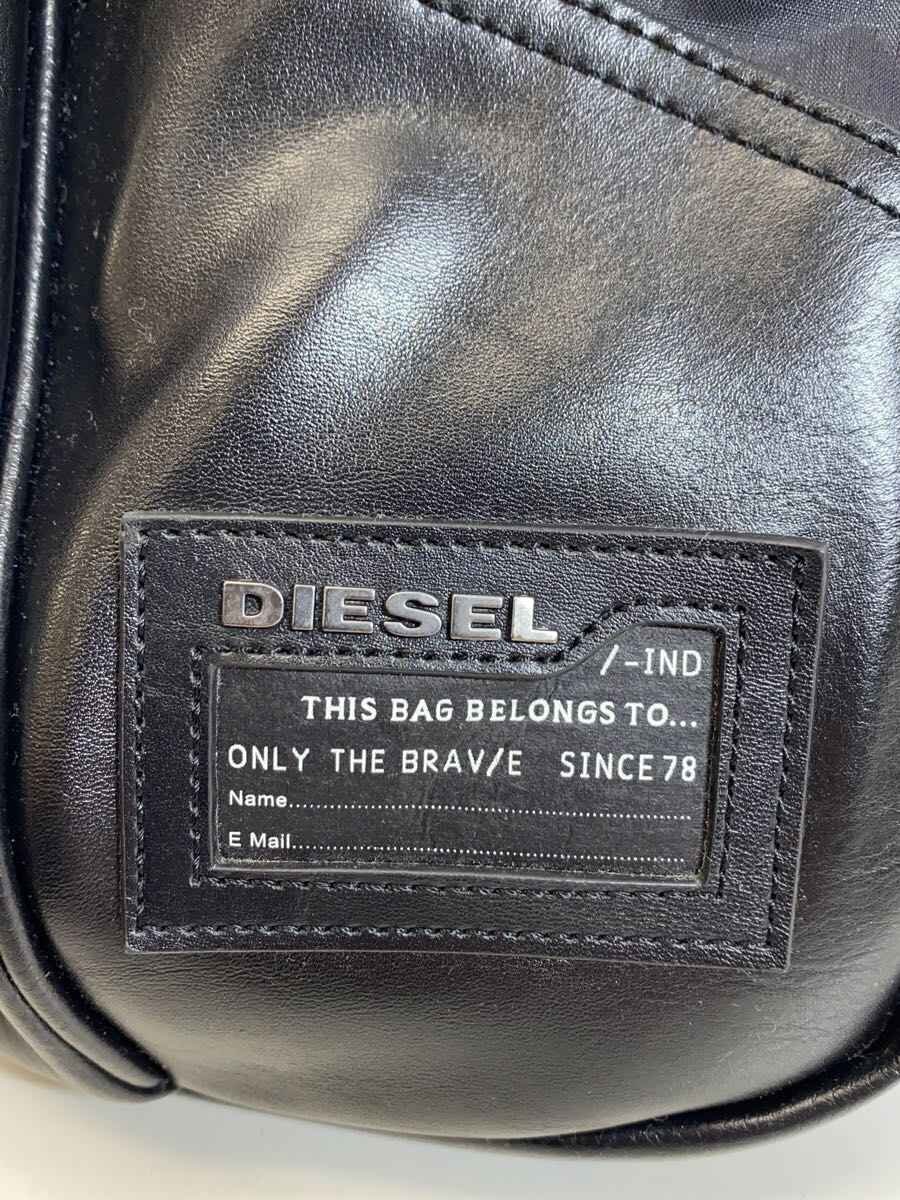 DIESEL
/-IND
THIS BAG BELONGS TO...
ONLY THE BRAV/E SINCE 78
Name..........................................................
E Mail..........................................................